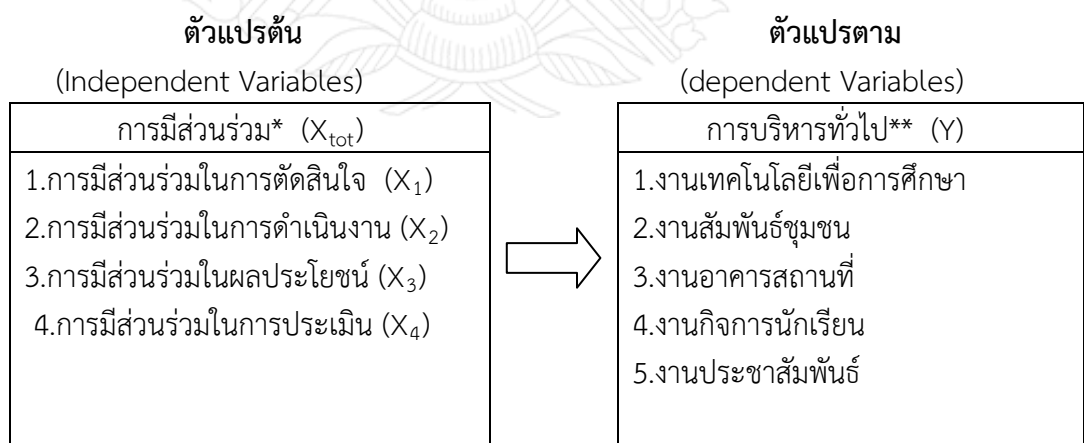 ตัวแปรต้น
(Independent Variables)
การมีส่วนร่วม* (Xtot)
1.การมีส่วนร่วมในการตัดสินใจ (X1)
2.การมีส่วนร่วมในการดำเนินงาน (X2)
3.การมีส่วนร่วมในผลประโยชน์ (X3)
4.การมีส่วนร่วมในการประเมิน (X4)
ตัวแปรตาม
(dependent Variables)
การบริหารทั่วไป** (Y)
1.งานเทคโนโลยีเพื่อการศึกษา
2.งานสัมพันธ์ชุมชน
3.งานอาคารสถานที่
4.งานกิจการนักเรียน
5.งานประชาสัมพันธ์